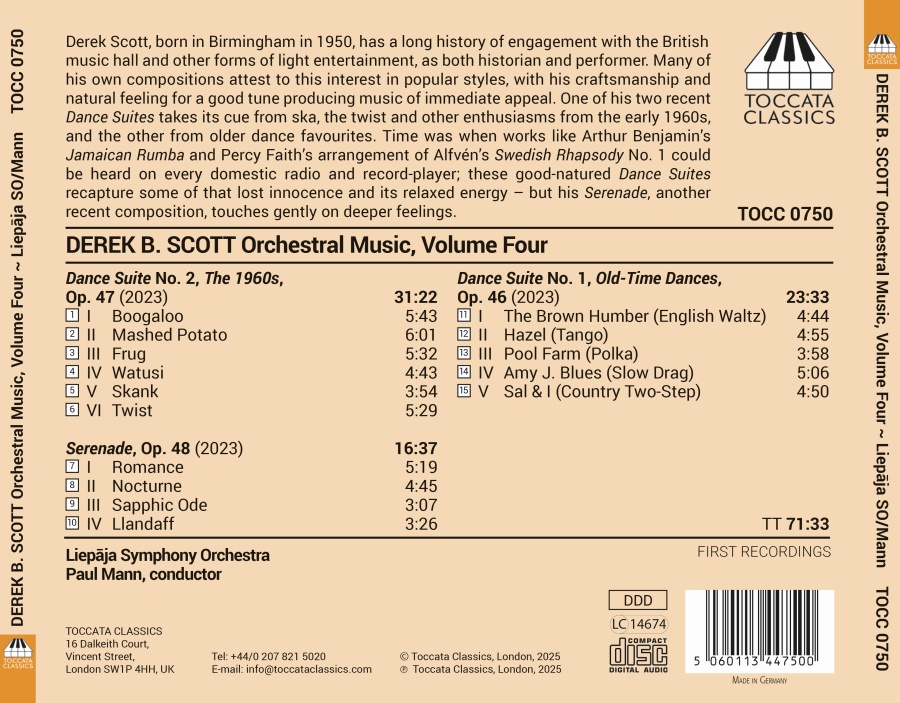 Derek Scott, born in Birmingham in 1950, has a long history of engagement with the British
music hall and other forms of light entertainment, as both historian and performer. Many of
his own compositions attest to this interest in popular styles, with his craftsmanship and
natural feeling for a good tune producing music of immediate appeal. One of his two recent
Dance Suites takes its cue from ska, the twist and other enthusiasms from the early 1960s,
and the other from older dance favourites. Time was when works like Arthur Benjamin’s
Jamaican Rumba and Percy Faith’s arrangement of Alfvén’s Swedish Rhapsody No. 1 could
be heard on every domestic radio and record-player; these good-natured Dance Suites
recapture some of that lost innocence and its relaxed energy – but his Serenade, another
recent composition, touches gently on deeper feelings.
TOCCATA
CLASSICS
TOCC 0750
DEREK B. SCOTT Orchestral Music, Volume Four
Dance Suite No. 2, The 1960s,
Op. 47 (2023) 31:22
1 I Boogaloo 5:43
2 II Mashed Potato 6:01
3 III Frug 5:32
4 IV Watusi 4:43
5 V Skank 3:54
6 VI Twist 5:29
Serenade, Op. 48 (2023) 16:37
7 I Romance 5:19
8 II Nocturne 4:45
9 III Sapphic Ode 3:07
10 IV Llandaff 3:26
Dance Suite No. 1, Old-Time Dances,
Op. 46 (2023) 23:33
11 I The Brown Humber (English Waltz) 4:44
12 II Hazel (Tango) 4:55
13 III Pool Farm (Polka) 3:58
14 IV Amy J. Blues (Slow Drag) 5:06
15 V Sal & I (Country Two-Step) 4:50
TT 71:33
FIRST RECORDINGS
Liepāja Symphony Orchestra
Paul Mann, conductor
TOCCATA CLASSICS
16 Dalkeith Court,
Vincent Street,
London SW1P 4HH, UK
Tel: +44/0 207 821 5020
E-mail: info@toccataclassics.com
© Toccata Classics, London, 2025
℗ Toccata Classics, London, 2025
DDD
LC 14674
COMPACT
disc
DIGITAL AUDIO
5 060113 447500
Made in Germany
DEREK B. SCOTT Orchestral Music, Volume Four ~ Liepāja SO/Mann TOCC 0750
TOCCATA
CLASSICS
TOCCATA
CLASSICS
DEREK B. SCOTT Orchestral Music, Volume Four ~ Liepāja SO/Mann TOCC 0750